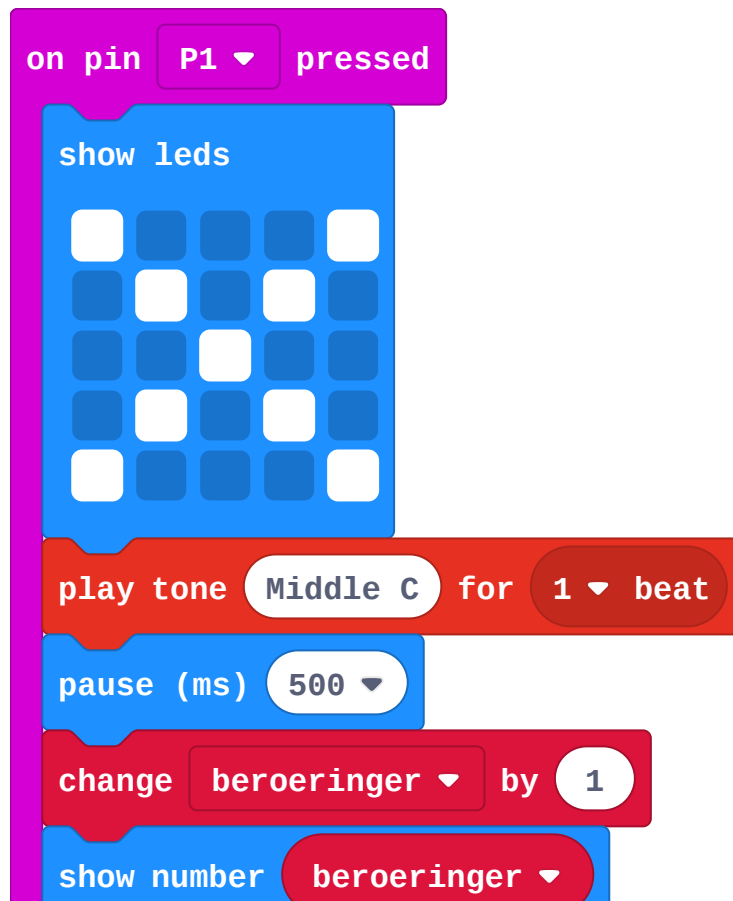 on pin P1 pressed
show leds
play tone Middle C for 1 beat
pause (ms) 500
change beroeringer by 1
show number beroeringer